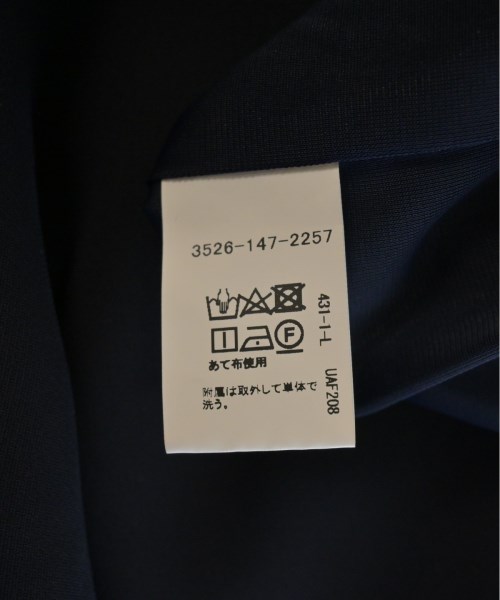 3526-147-2257
F
あて布使用
附属は取外して単体で
洗う。
431-1-L
UAF208